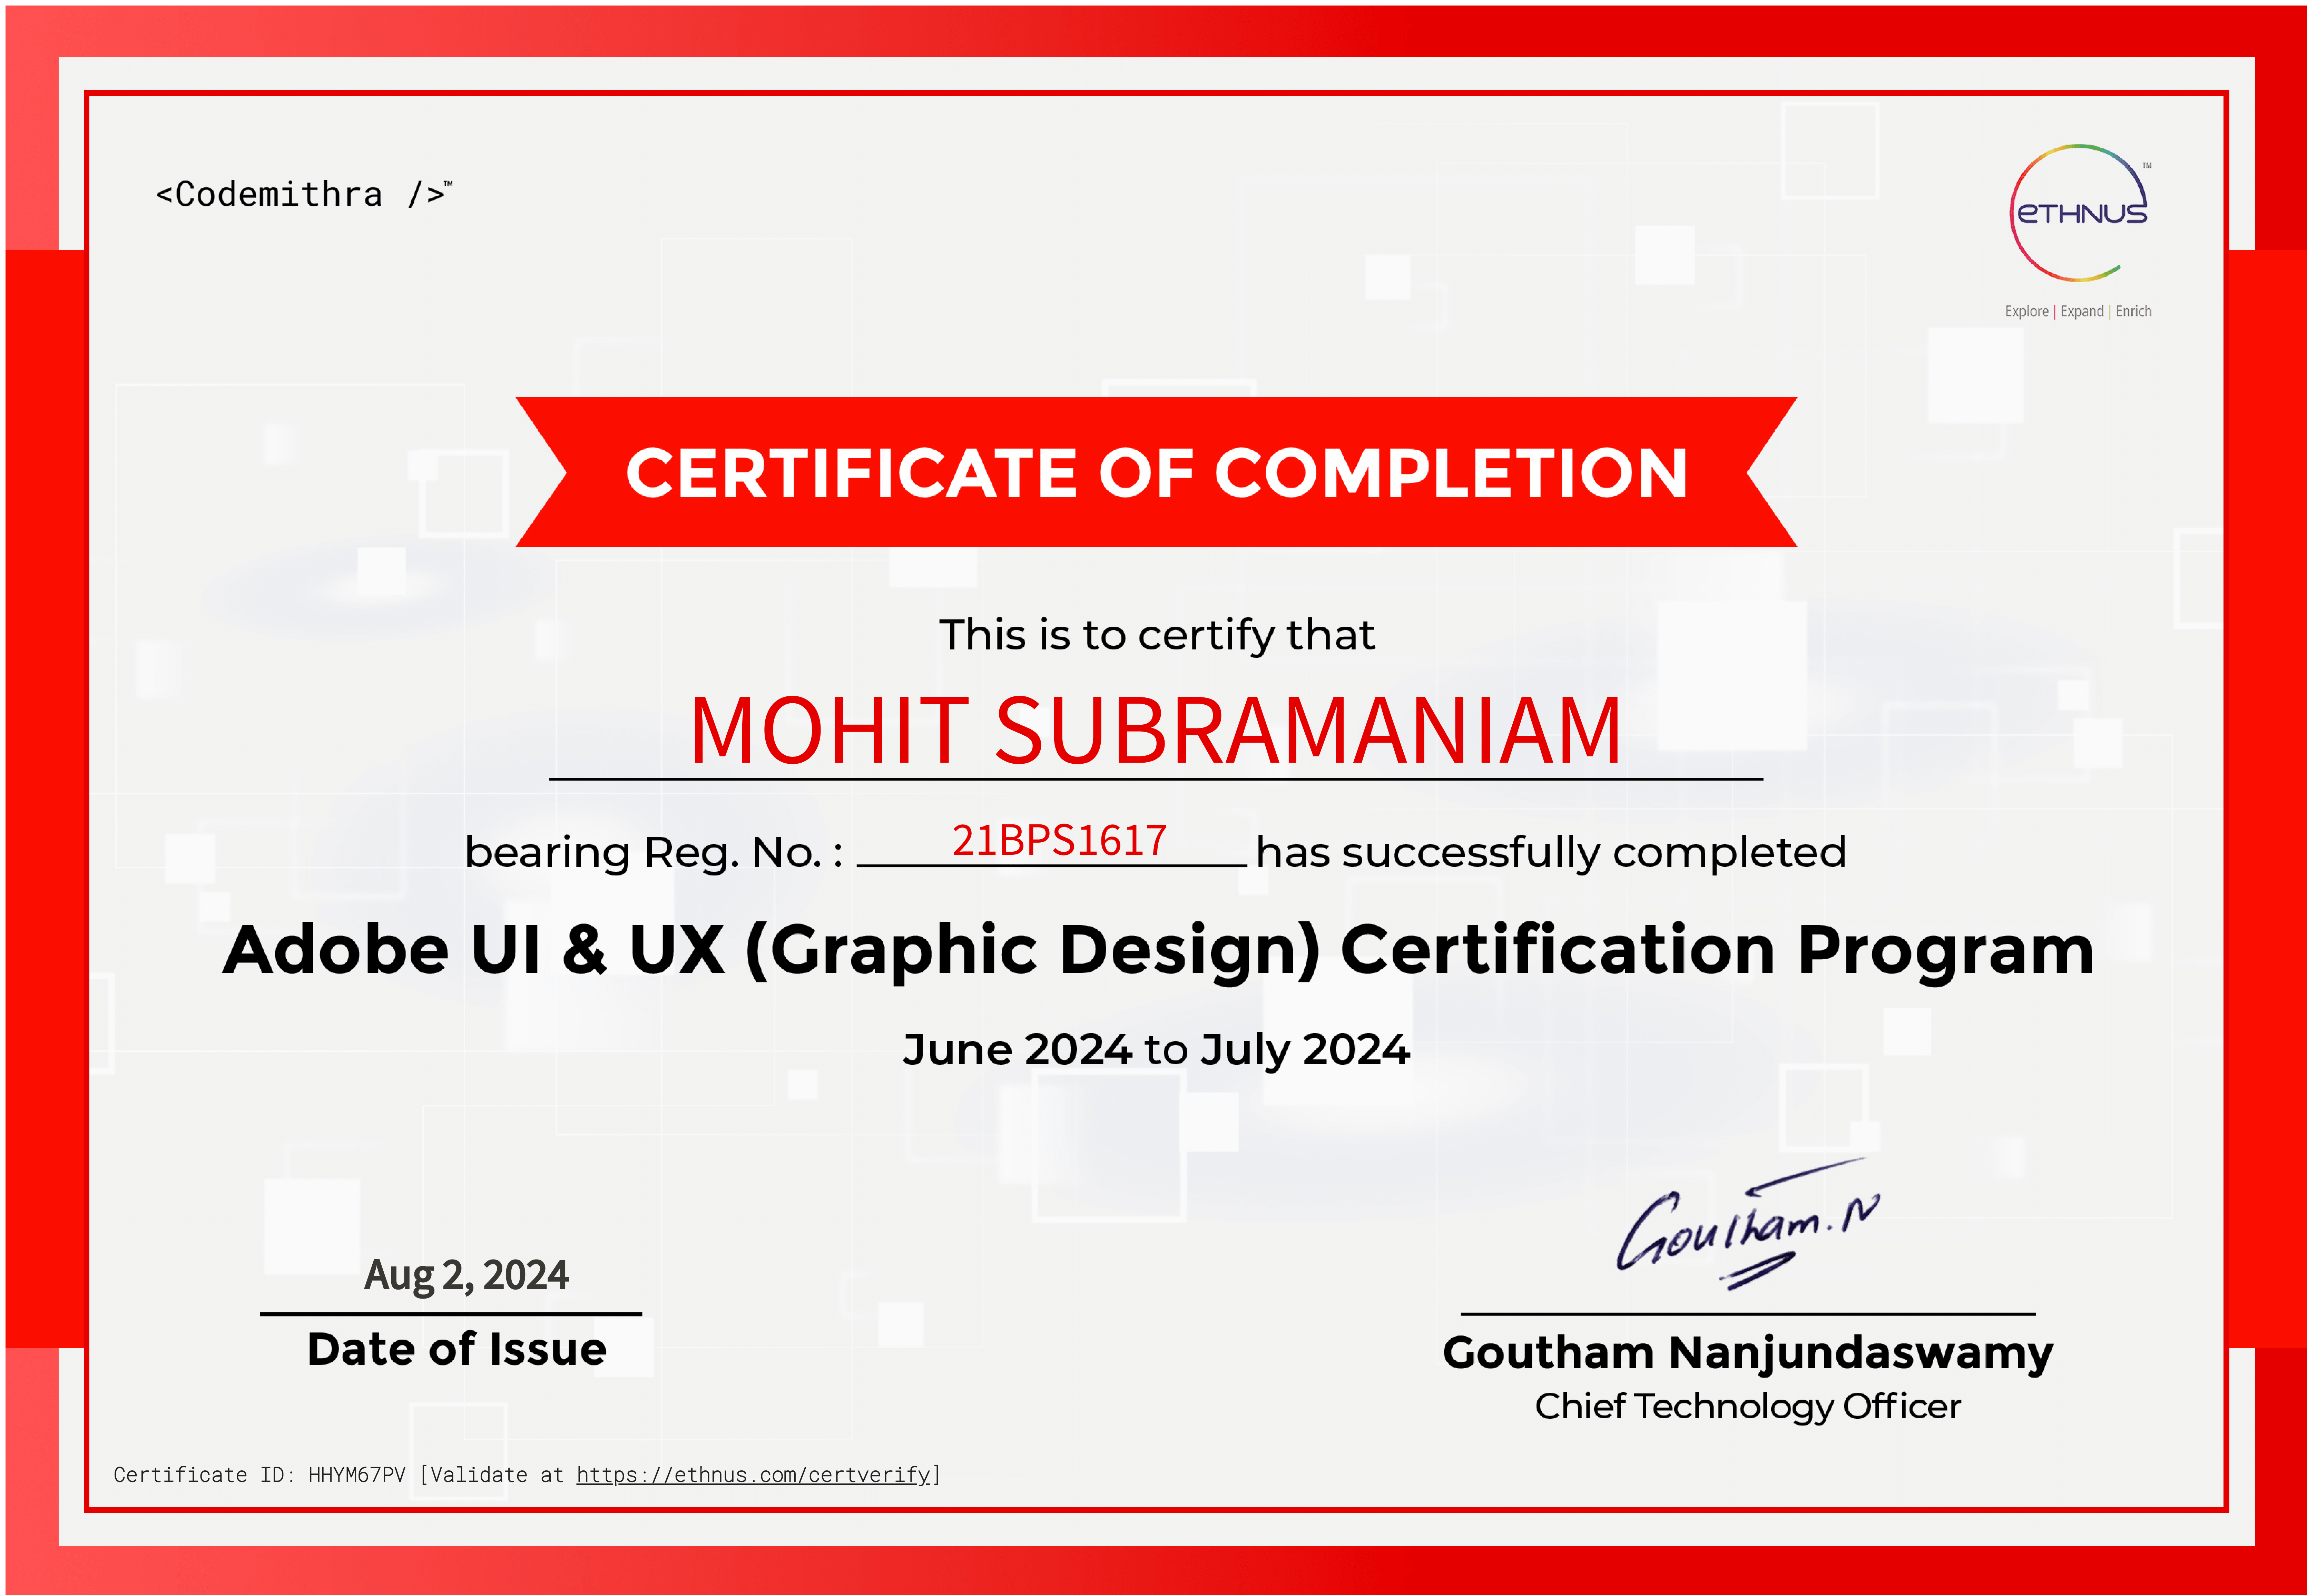 <Codemithra />™
ETHNUS™
Explore | Expand | Enrich
CERTIFICATE OF COMPLETION
This is to certify that
MOHIT SUBRAMANIAM
bearing Reg. No. : 21BPS1617 has successfully completed
Adobe UI & UX (Graphic Design) Certification Program
June 2024 to July 2024
Goutham.N
Aug 2, 2024
Date of Issue
Goutham Nanjundaswamy
Chief Technology Officer
Certificate ID: HHYM67PV [Validate at https://ethnus.com/certverify]